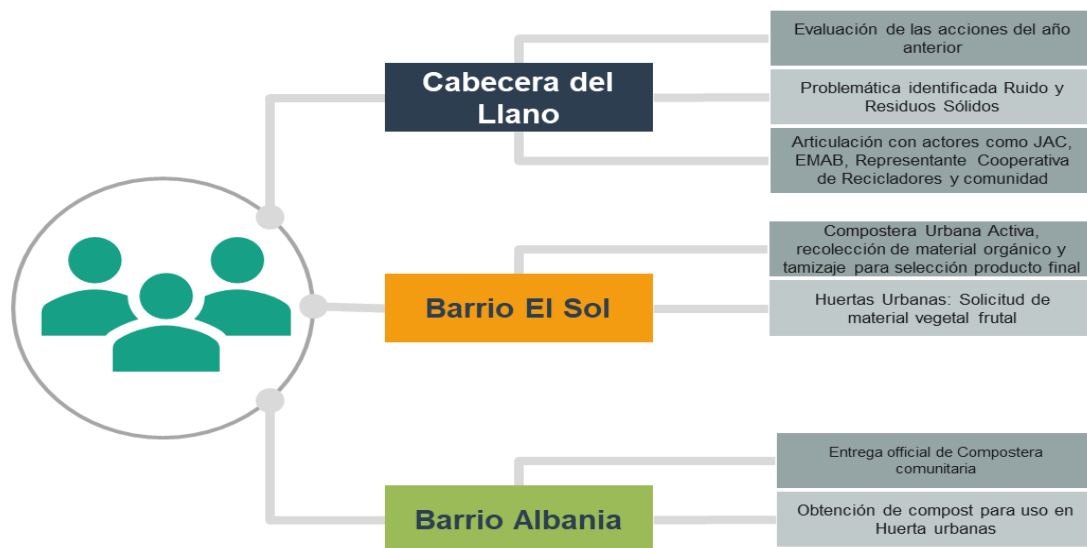 Cabecera del
Llano
Evaluación de las acciones del año
anterior
Problemática identificada Ruido y
Residuos Sólidos
Articulación con actores como JAC,
EMAB, Representante Cooperativa
de Recicladores y comunidad
Barrio El Sol
Compostera Urbana Activa,
recolección de material orgánico y
tamizaje para selección producto final
Huertas Urbanas: Solicitud de
material vegetal frutal
Barrio Albania
Entrega official de Compostera
comunitaria
Obtención de compost para uso en
Huerta urbanas